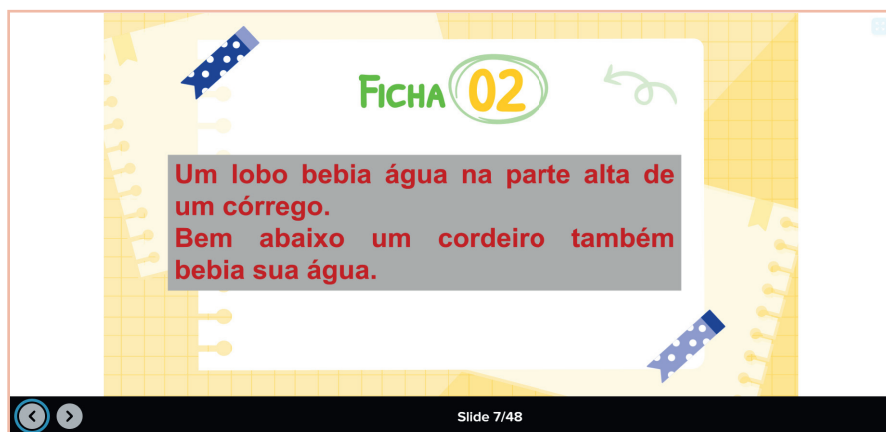 FICHA 02
Um lobo bebia água na parte alta de
um córrego.
Bem abaixo um cordeiro também
bebia sua água.
Slide 7/48